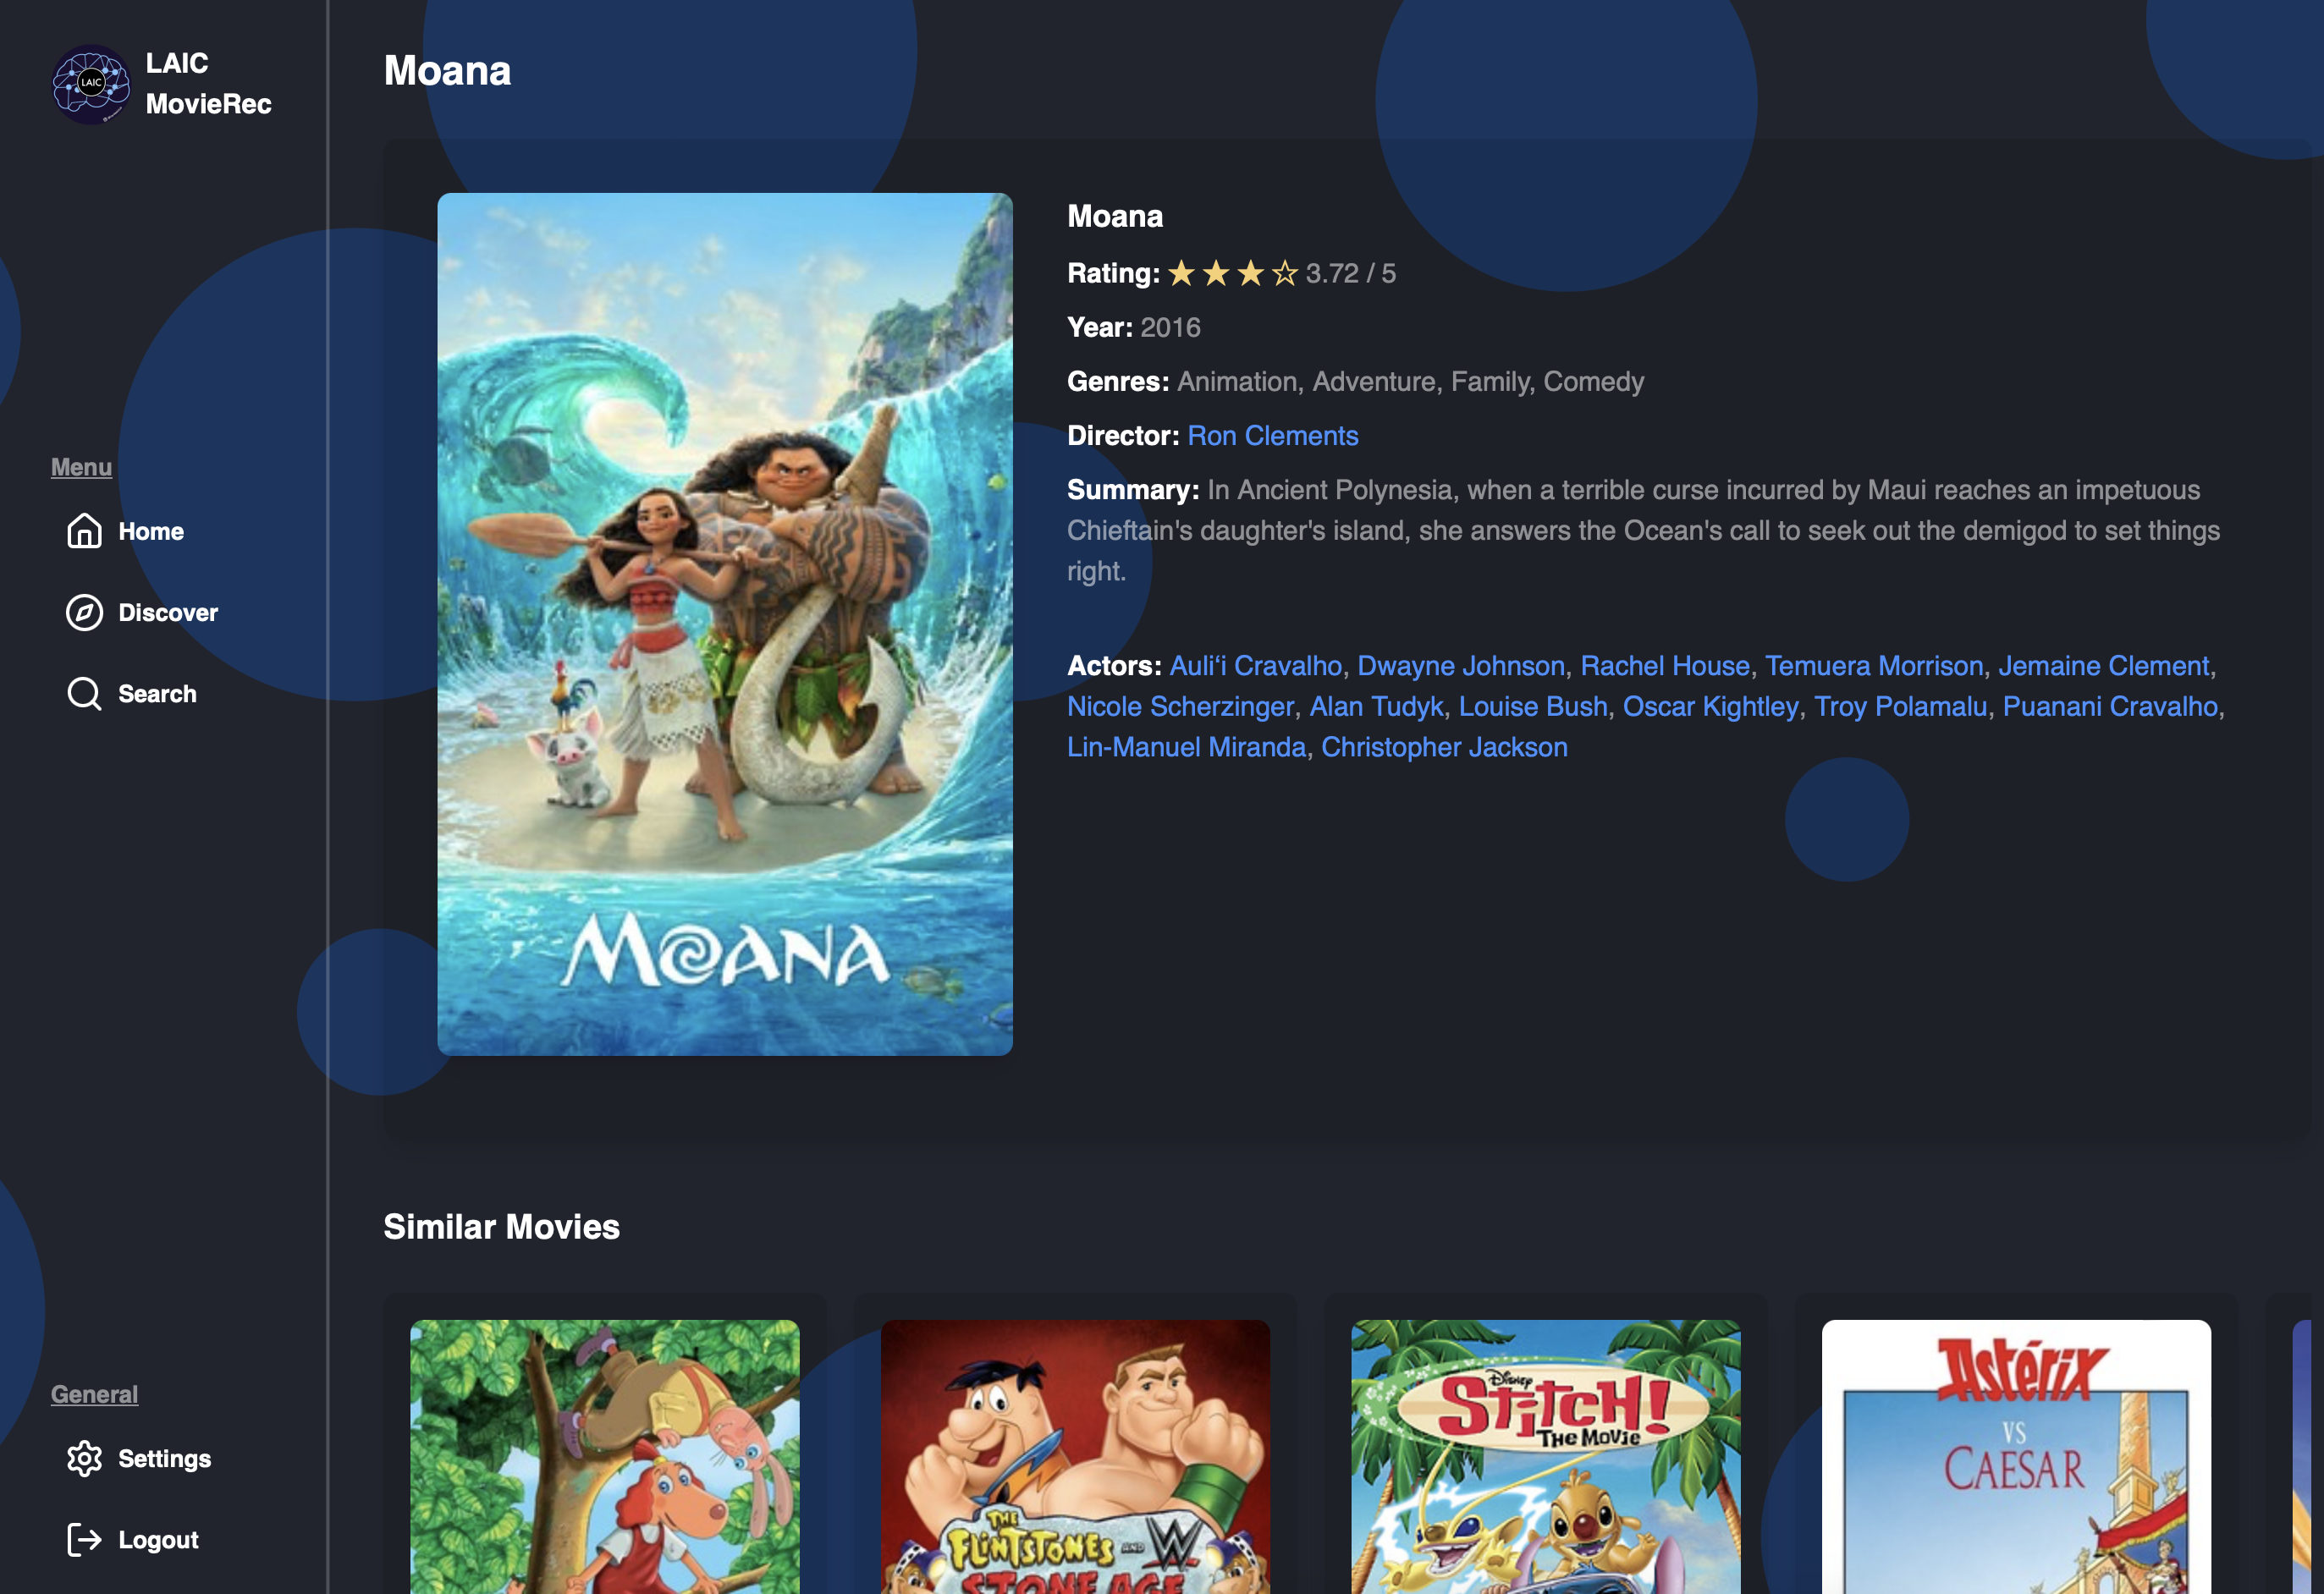 LAIC
LAIC
MovieRec
Menu
Home
Discover
Search
General
Settings
Logout
Moana
MOANA
Moana
Rating: ★ ★ ★ ☆ 3.72 / 5
Year: 2016
Genres: Animation, Adventure, Family, Comedy
Director: Ron Clements
Summary: In Ancient Polynesia, when a terrible curse incurred by Maui reaches an impetuous
Chieftain's daughter's island, she answers the Ocean's call to seek out the demigod to set things
right.
Actors: Auliʻi Cravalho, Dwayne Johnson, Rachel House, Temuera Morrison, Jemaine Clement,
Nicole Scherzinger, Alan Tudyk, Louise Bush, Oscar Kightley, Troy Polamalu, Puanani Cravalho,
Lin-Manuel Miranda, Christopher Jackson
Similar Movies
THE
FLINTSTONES AND W
STONE AGE
Disney
STITCH!
THE MOVIE
Astérix
VS
CAESAR